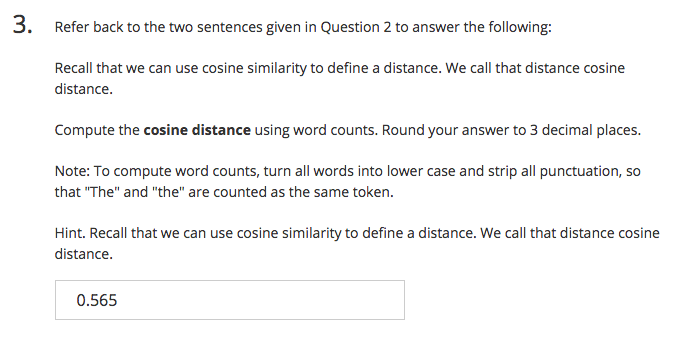 3. Refer back to the two sentences given in Question 2 to answer the following:
Recall that we can use cosine similarity to define a distance. We call that distance cosine
distance.
Compute the cosine distance using word counts. Round your answer to 3 decimal places.
Note: To compute word counts, turn all words into lower case and strip all punctuation, so
that "The" and "the" are counted as the same token.
Hint. Recall that we can use cosine similarity to define a distance. We call that distance cosine
distance.
0.565